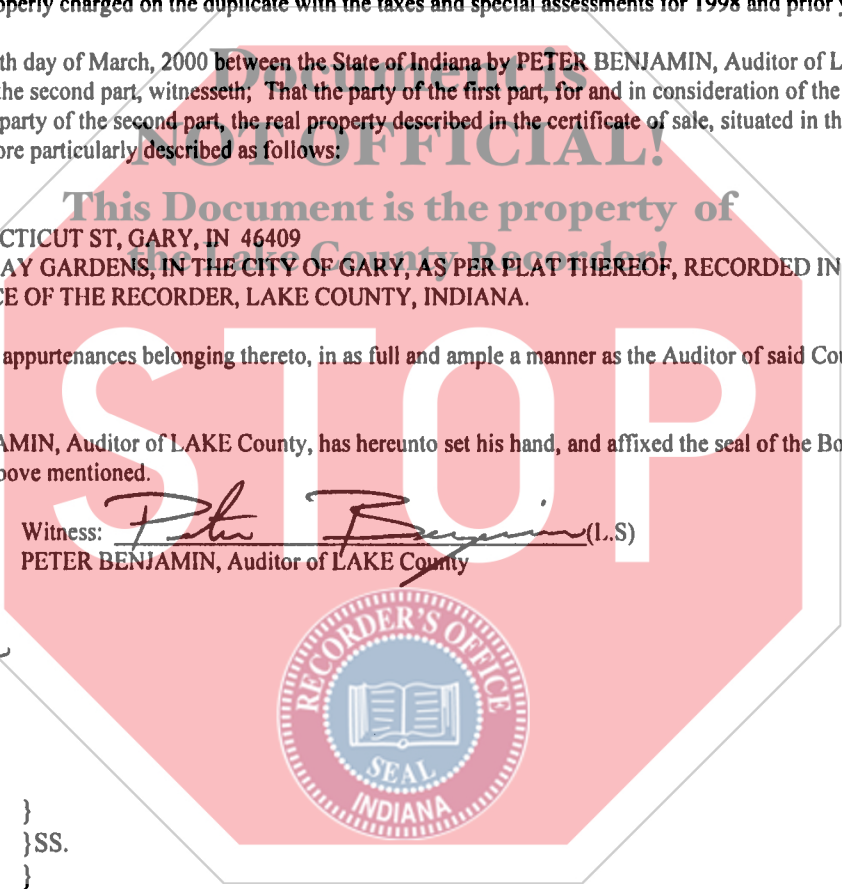 operly charged on the duplicate with the taxes and special assessments for 1998 and prior y
th day of March, 2000 between the State of Indiana by PETER BENJAMIN, Auditor of L
Document is
he second part, witnesseth; That the party of the first part, for and in consideration of the
party of the second part, the real property described in the certificate of sale, situated in th
NOT OFFICIAL!
ore particularly described as follows:
This Document is the property of
CTICUT ST, GARY, IN 46409
the Lake County Recorder!
AY GARDENS, IN THE CITY OF GARY, AS PER PLAT THEREOF, RECORDED IN
CE OF THE RECORDER, LAKE COUNTY, INDIANA.
appurtenances belonging thereto, in as full and ample a manner as the Auditor of said Cou
STOP
AMIN, Auditor of LAKE County, has hereunto set his hand, and affixed the seal of the Bo
bove mentioned.
Witness: Peter Benjamin (L.S)
PETER BENJAMIN, Auditor of LAKE County
RECORDER'S OFFICE
SEAL
INDIANA
}
}SS.
}